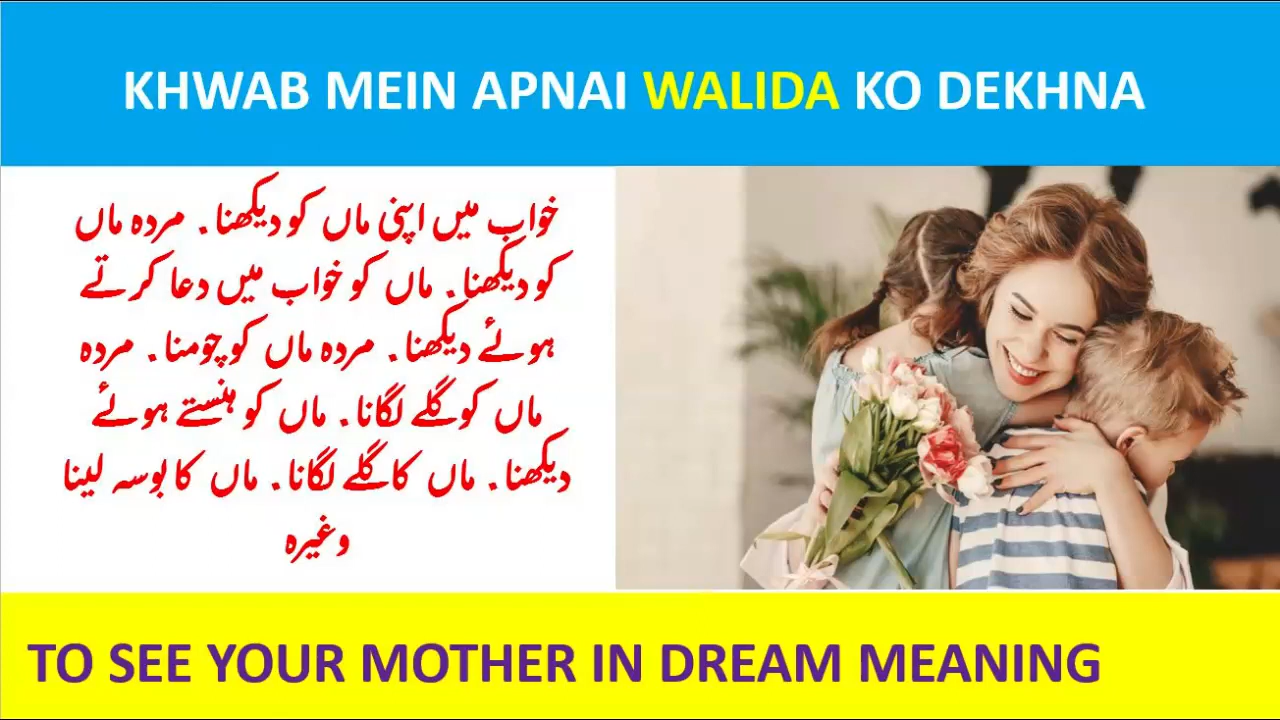 KHWAB MEIN APNAI WALIDA KO DEKHNA
خواب میں اپنی ماں کو دیکھنا۔ مردہ ماں
کو دیکھنا۔ ماں کو خواب میں دعا کرتے
ہوئے دیکھنا۔ مردہ ماں کو چومنا۔ مردہ
ماں کو گلے لگانا۔ ماں کو ہنستے ہوئے
دیکھنا۔ ماں کا گلے لگانا۔ ماں کا بوسہ لینا
وغیرہ
TO SEE YOUR MOTHER IN DREAM MEANING